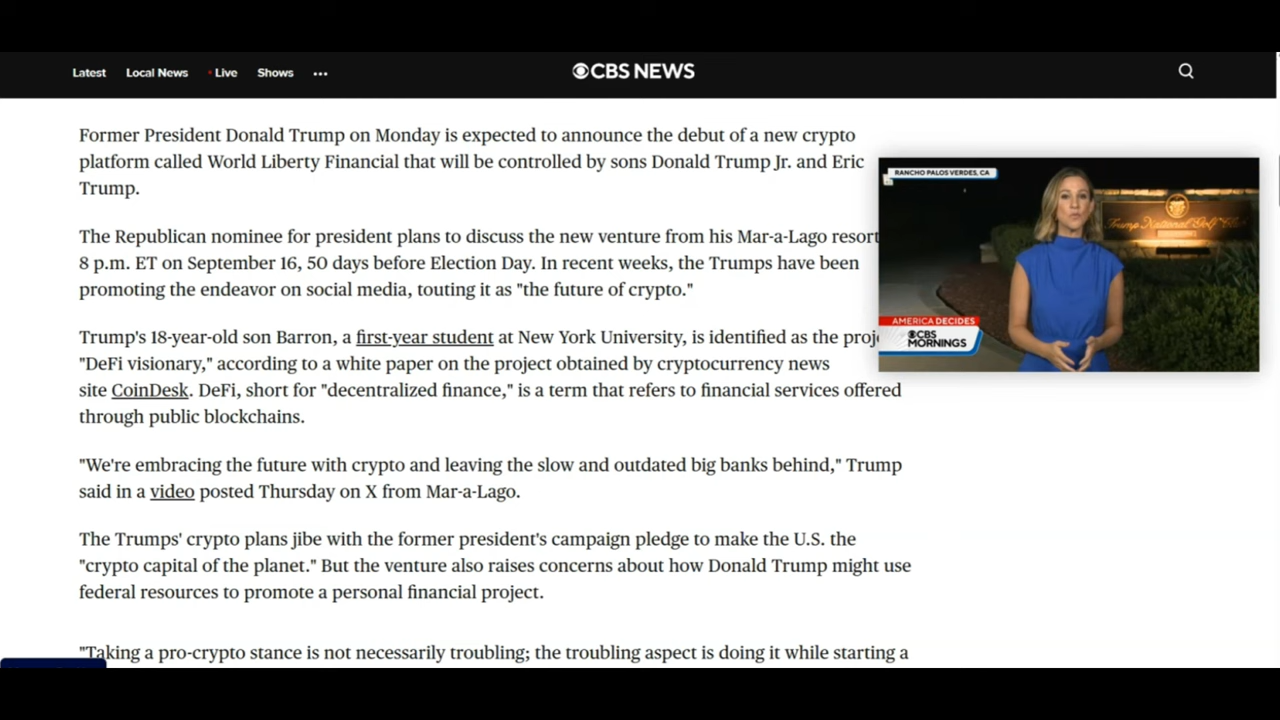 Latest Local News Live Shows ... CBS NEWS
Former President Donald Trump on Monday is expected to announce the debut of a new crypto
platform called World Liberty Financial that will be controlled by sons Donald Trump Jr. and Eric
Trump.
The Republican nominee for president plans to discuss the new venture from his Mar-a-Lago resort
8 p.m. ET on September 16, 50 days before Election Day. In recent weeks, the Trumps have been
promoting the endeavor on social media, touting it as "the future of crypto."
Trump's 18-year-old son Barron, a first-year student at New York University, is identified as the proj
"DeFi visionary," according to a white paper on the project obtained by cryptocurrency news
site CoinDesk. DeFi, short for "decentralized finance," is a term that refers to financial services offered
through public blockchains.
"We're embracing the future with crypto and leaving the slow and outdated big banks behind," Trump
said in a video posted Thursday on X from Mar-a-Lago.
The Trumps' crypto plans jibe with the former president's campaign pledge to make the U.S. the
"crypto capital of the planet." But the venture also raises concerns about how Donald Trump might use
federal resources to promote a personal financial project.
"Taking a pro-crypto stance is not necessarily troubling; the troubling aspect is doing it while starting a
RANCHO PALOS VERDES, CA
Trump National Golf Clu
AMERICA DECIDES
CBS
MORNINGS